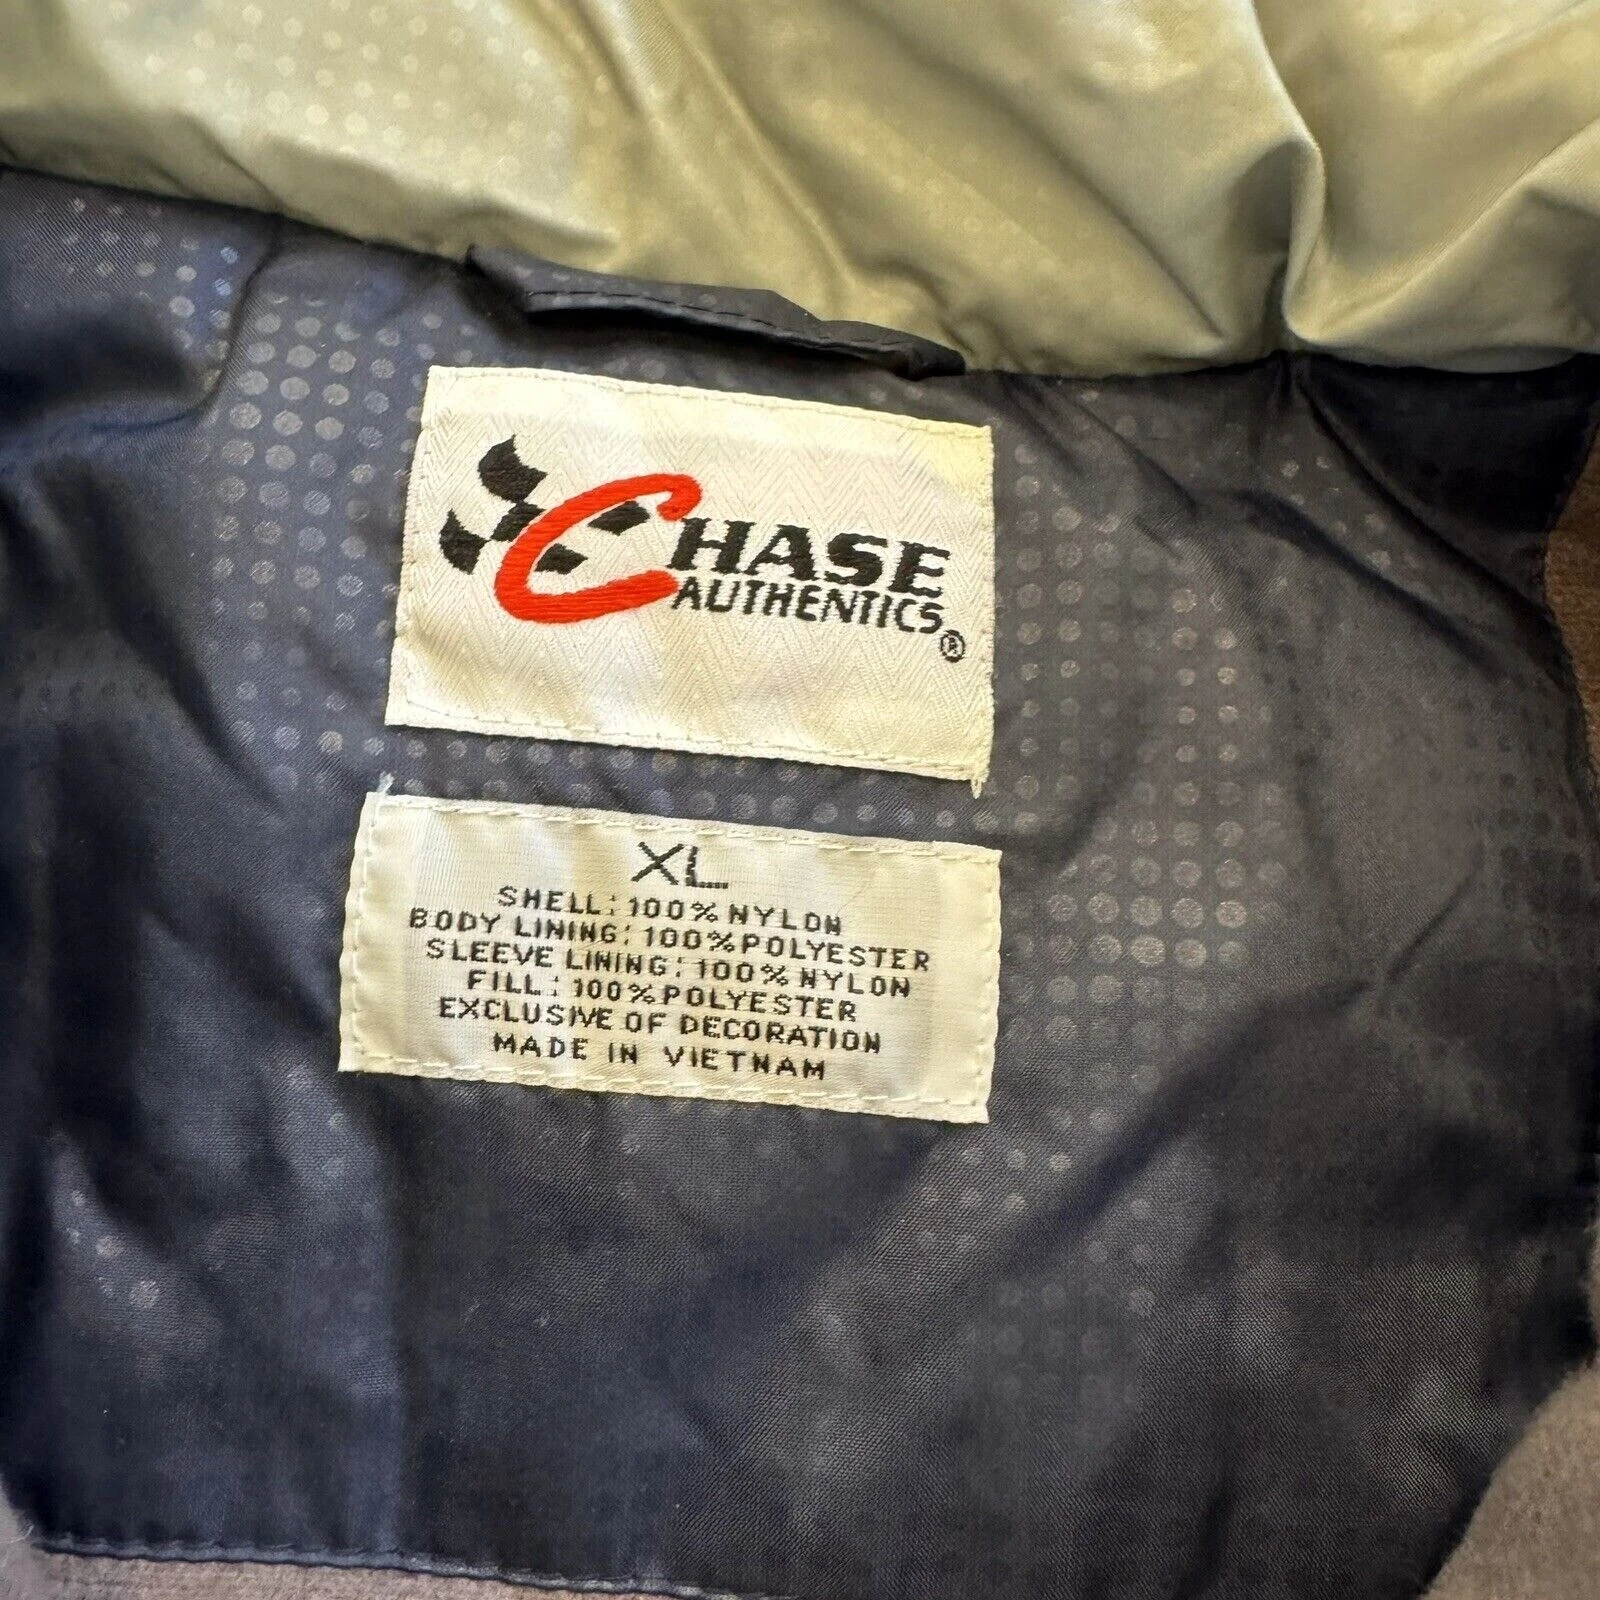 CHASE
AUTHENTICS®
XL
SHELL: 100% NYLON
BODY LINING: 100% POLYESTER
SLEEVE LINING: 100% NYLON
FILL: 100% POLYESTER
EXCLUSIVE OF DECORATION
MADE IN VIETNAM